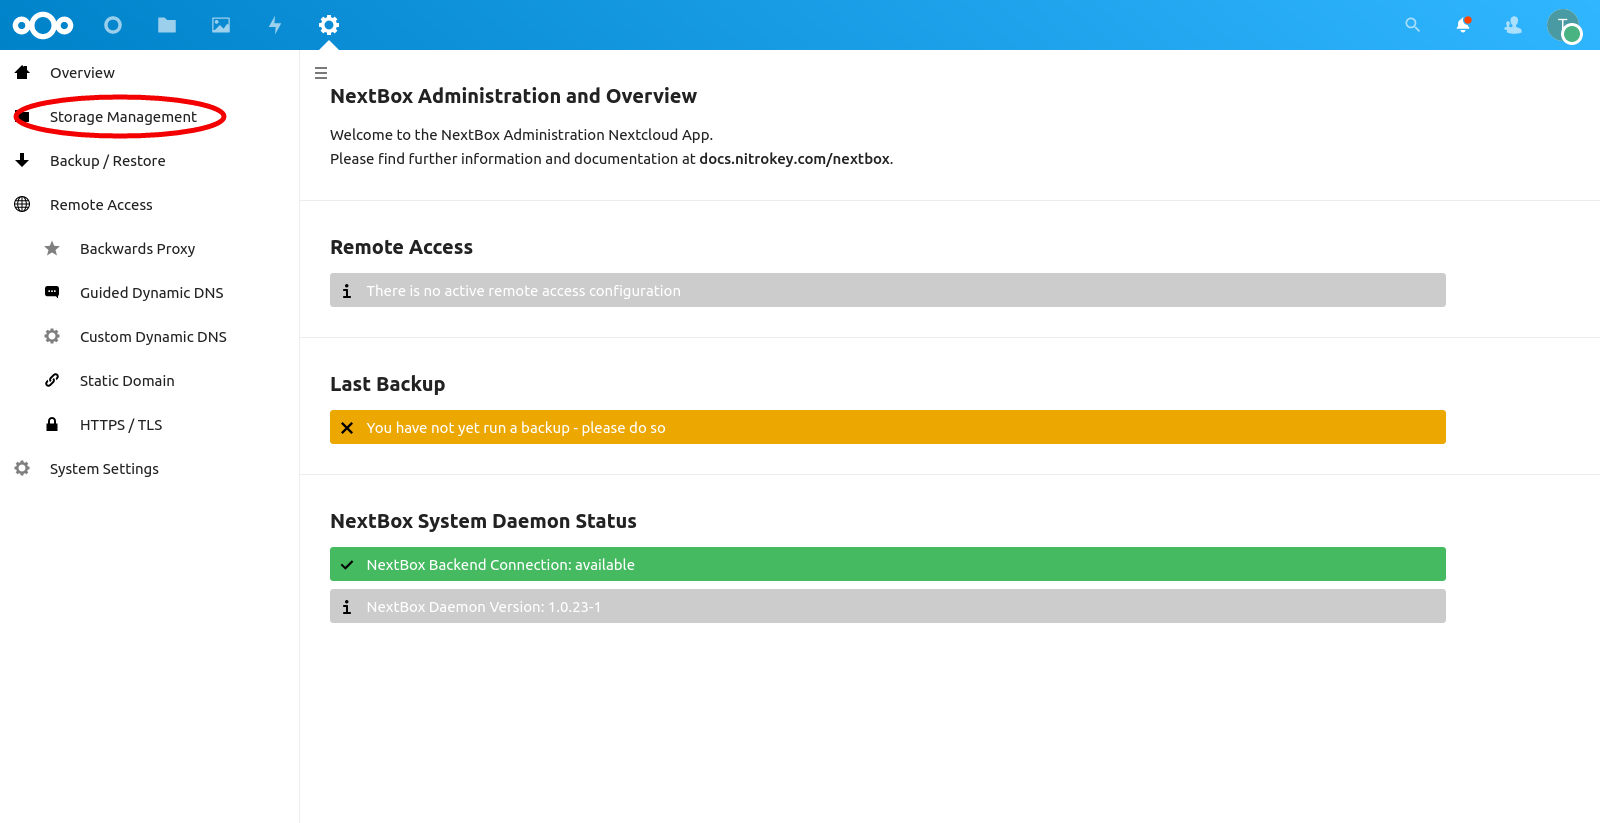 T
Overview
Storage Management
Backup / Restore
Remote Access
Backwards Proxy
Guided Dynamic DNS
Custom Dynamic DNS
Static Domain
HTTPS / TLS
System Settings
NextBox Administration and Overview
Welcome to the NextBox Administration Nextcloud App.
Please find further information and documentation at docs.nitrokey.com/nextbox.
Remote Access
There is no active remote access configuration
Last Backup
You have not yet run a backup - please do so
NextBox System Daemon Status
NextBox Backend Connection: available
NextBox Daemon Version: 1.0.23-1